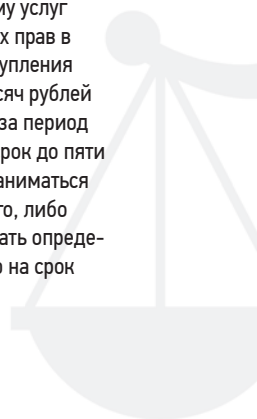 му услуг
х прав в
упления
сяч рублей
за период
рок до пяти
аниматься
го, либо
ать опреде-
о на срок